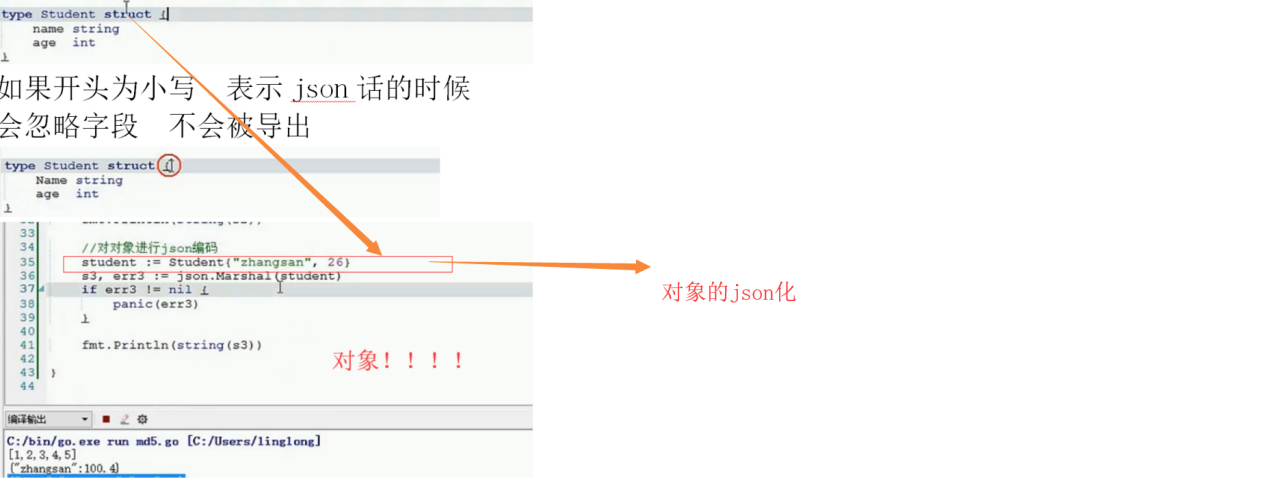 type Student struct {
name string
age int
}
如果开头为小写 表示 json 话的时候
会忽略字段 不会被导出
type Student struct {
Name string
age int
}
33
34 //对对象进行json编码
35 student := Student{"zhangsan", 26}
36 s3, err3 := json.Marshal(student)
37 if err3 != nil {
38 panic(err3)
39 }
40
41 fmt.Println(string(s3))
42
43 }
44
对象的json化
对象！！！！
编译输出
C:/bin/go.exe run md5.go [C:/Users/linglong]
[1,2,3,4,5]
{"zhangsan":100.4}